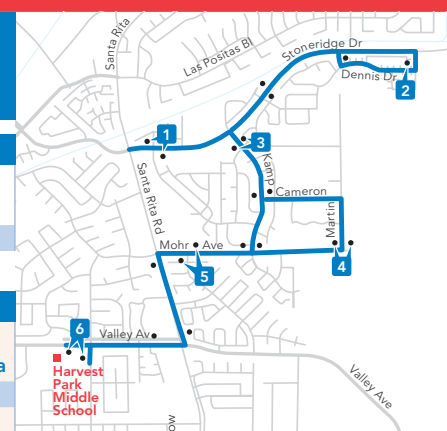 Santa Rita
Las Positas Bl
Stoneridge Dr
Dennis Dr
2
1
3
Kamp
Cameron
Santa Rita Rd
Martin
Mohr Ave
4
5
6
Valley Av
Harvest
Park
Middle
School
Valley Ave
ow
a